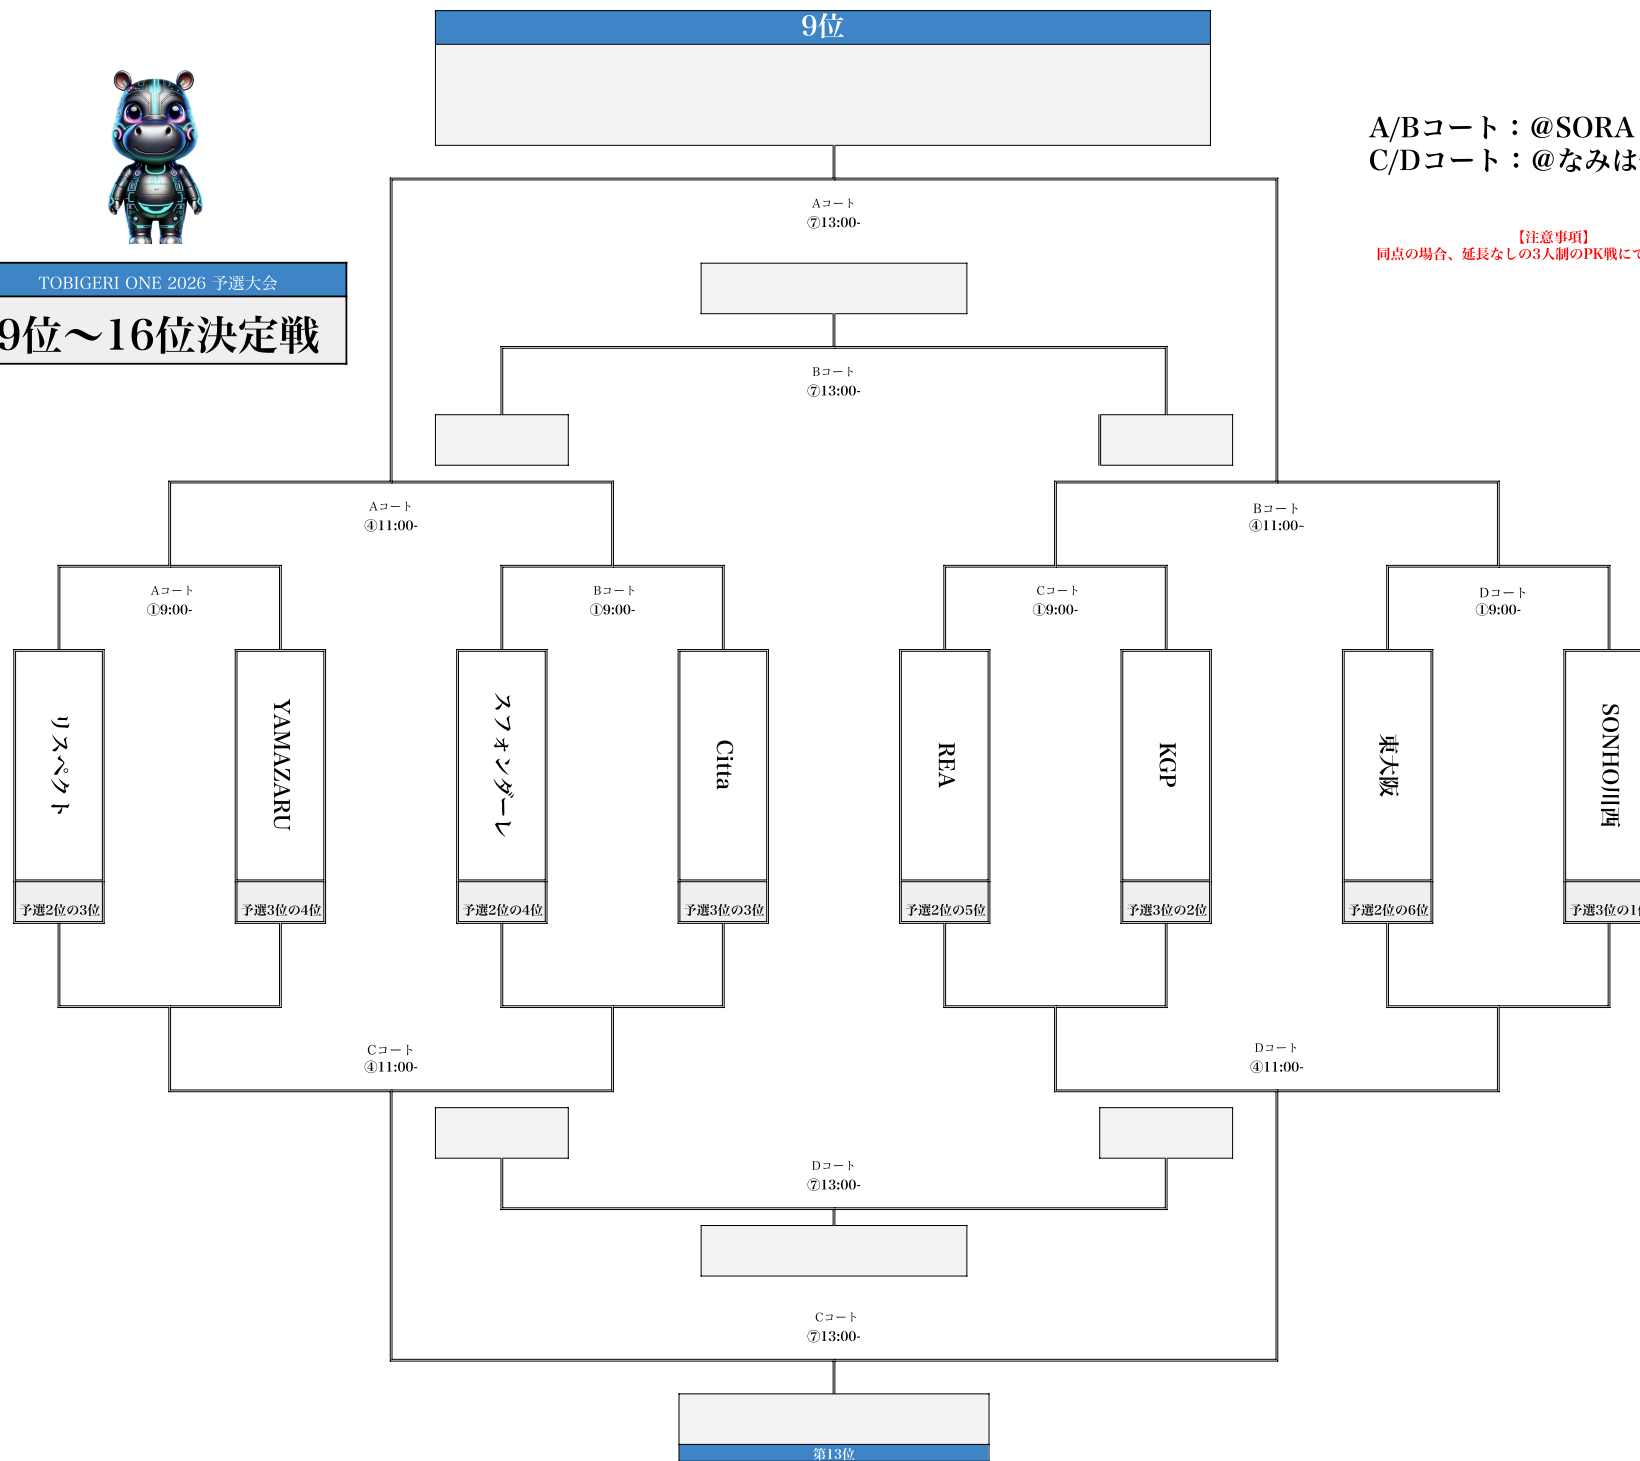 9位
A/Bコート：@SORA
C/Dコート：@なみは
Aコート
⑦13:00-
【注意事項】
同点の場合、延長なしの3人制のPK戦にて
TOBIGERI ONE 2026 予選大会
9位〜16位決定戦
Bコート
⑦13:00-
Aコート
④11:00-
Bコート
④11:00-
Aコート
①9:00-
Bコート
①9:00-
Cコート
①9:00-
Dコート
①9:00-
リスペクト
YAMAZARU
スフォンダーレ
Citta
REA
KGP
東大阪
SONHO川西
予選2位の3位
予選3位の4位
予選2位の4位
予選3位の3位
予選2位の5位
予選3位の2位
予選2位の6位
予選3位の1位
Cコート
④11:00-
Dコート
④11:00-
Dコート
⑦13:00-
Cコート
⑦13:00-
第13位